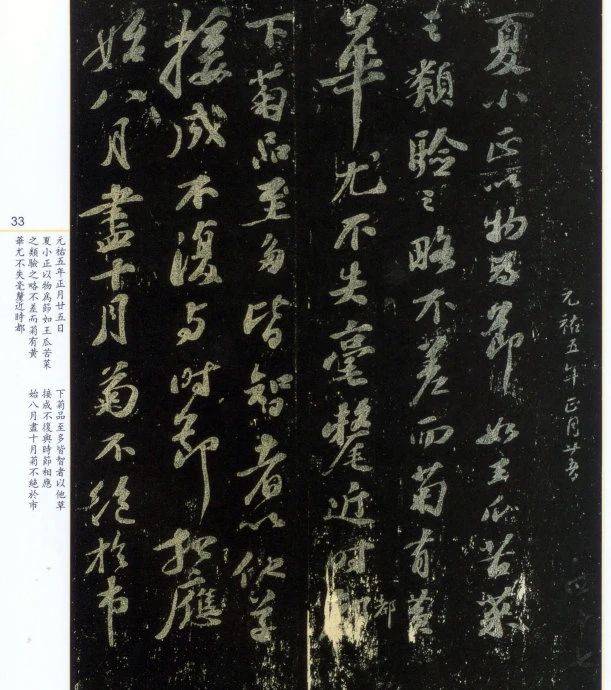 元祐五年正月廿五日
夏小正以物為節如王瓜苦菜
之類驗之略不差而菊有黃
華尤不失毫釐近時都
都
下菊品至多皆智者以他草
接成不復与时節相應
始八月盡十月菊不絕於市
33
元祐五年正月廿五日
夏小正以物為節如王瓜苦菜
之類驗之略不差而菊有黃
華尤不失毫釐近時都
下菊品至多皆智者以他草
接成不復與時節相應
始八月盡十月菊不絕於市